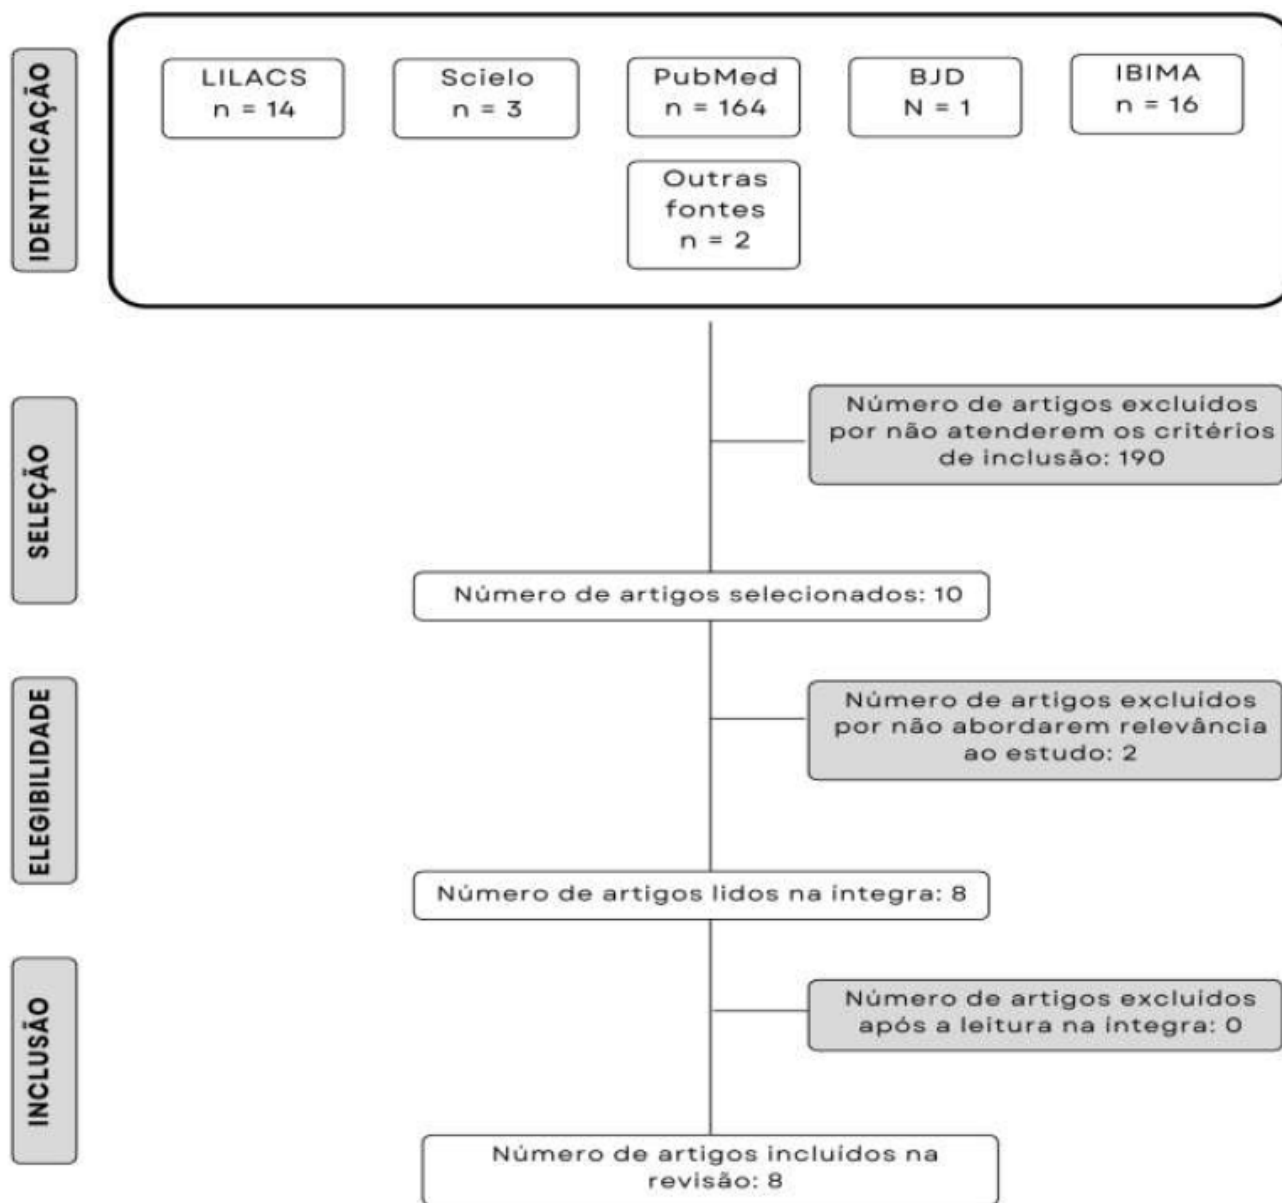 IDENTIFICAÇÃO
LILACS
n = 14
Scielo
n = 3
PubMed
n = 164
BJD
N = 1
IBIMA
n = 16
Outras
fontes
n = 2
SELEÇÃO
Número de artigos excluídos
por não atenderem os critérios
de inclusão: 190
Número de artigos selecionados: 10
ELEGIBILIDADE
Número de artigos excluídos
por não abordarem relevância
ao estudo: 2
Número de artigos lidos na íntegra: 8
INCLUSÃO
Número de artigos excluídos
após a leitura na íntegra: 0
Número de artigos incluídos na
revisão: 8